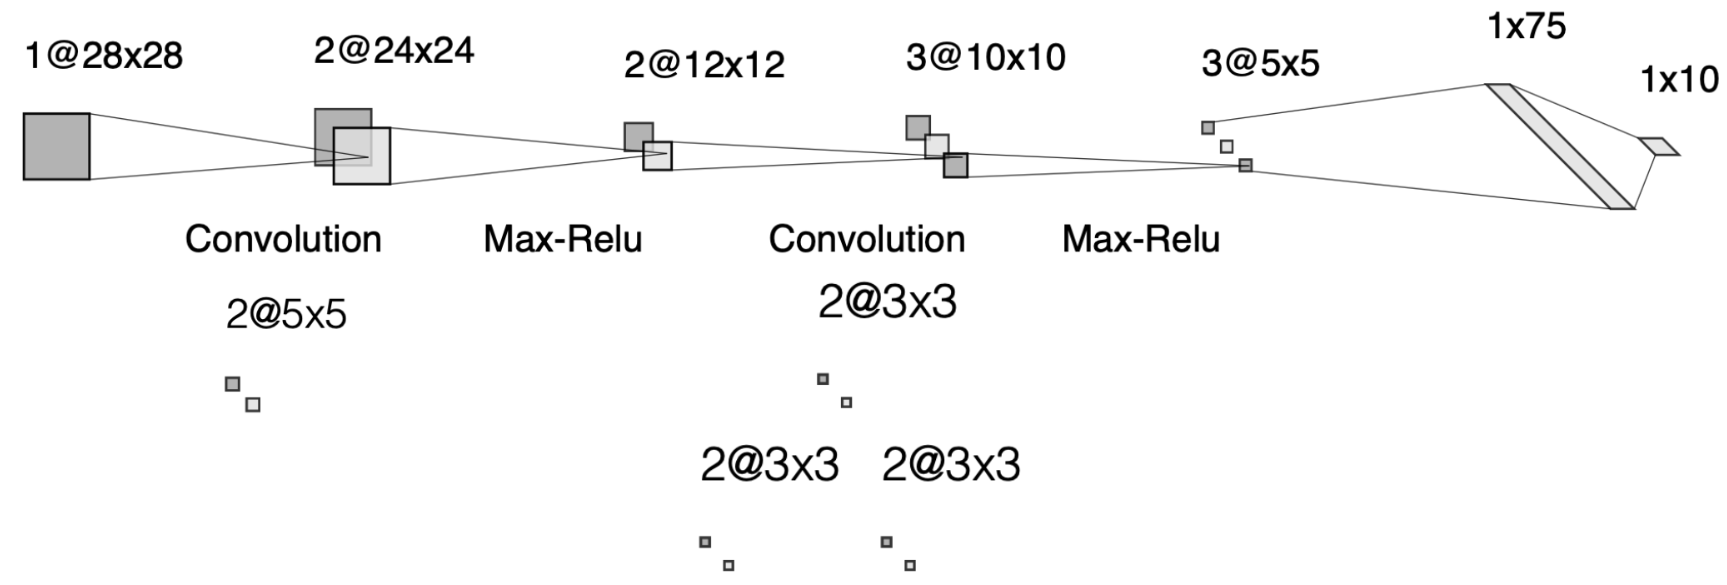 1@28x28
2@24x24
2@12x12
3@10x10
3@5x5
1x75
1x10
Convolution
Max-Relu
Convolution
Max-Relu
2@5x5
2@3x3
2@3x3
2@3x3